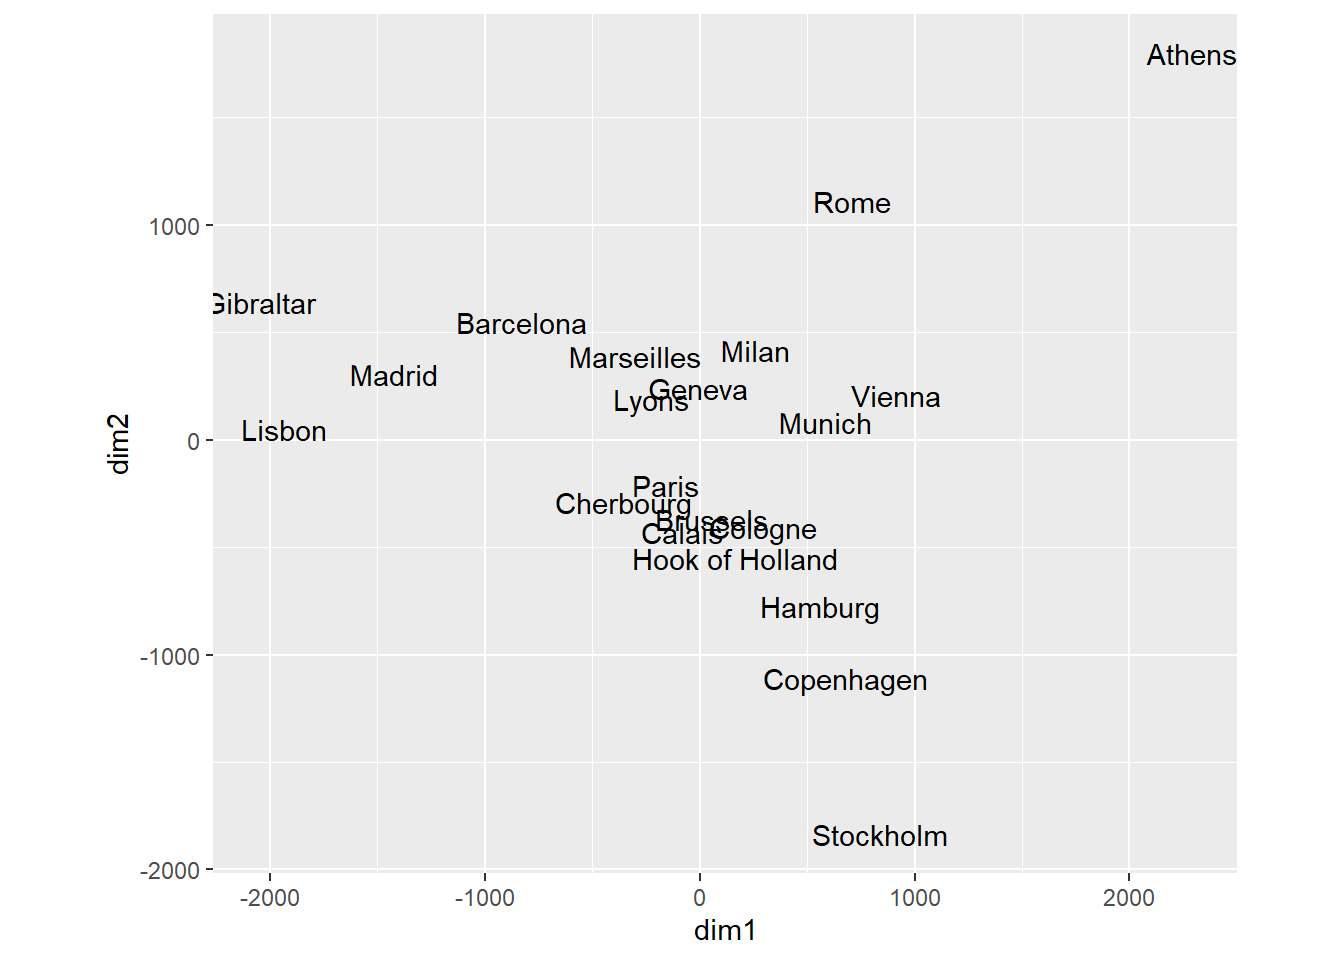 Athens
Rome
1000
Gibraltar
Barcelona
Milan
Marseilles
Madrid
Geneva
Vienna
Lyons
Munich
Lisbon
dim2
0
Paris
Cherbourg
Brussels
Cologne
Calais
Hook of Holland
Hamburg
-1000
Copenhagen
Stockholm
-2000
-2000 -1000 0 1000 2000
dim1